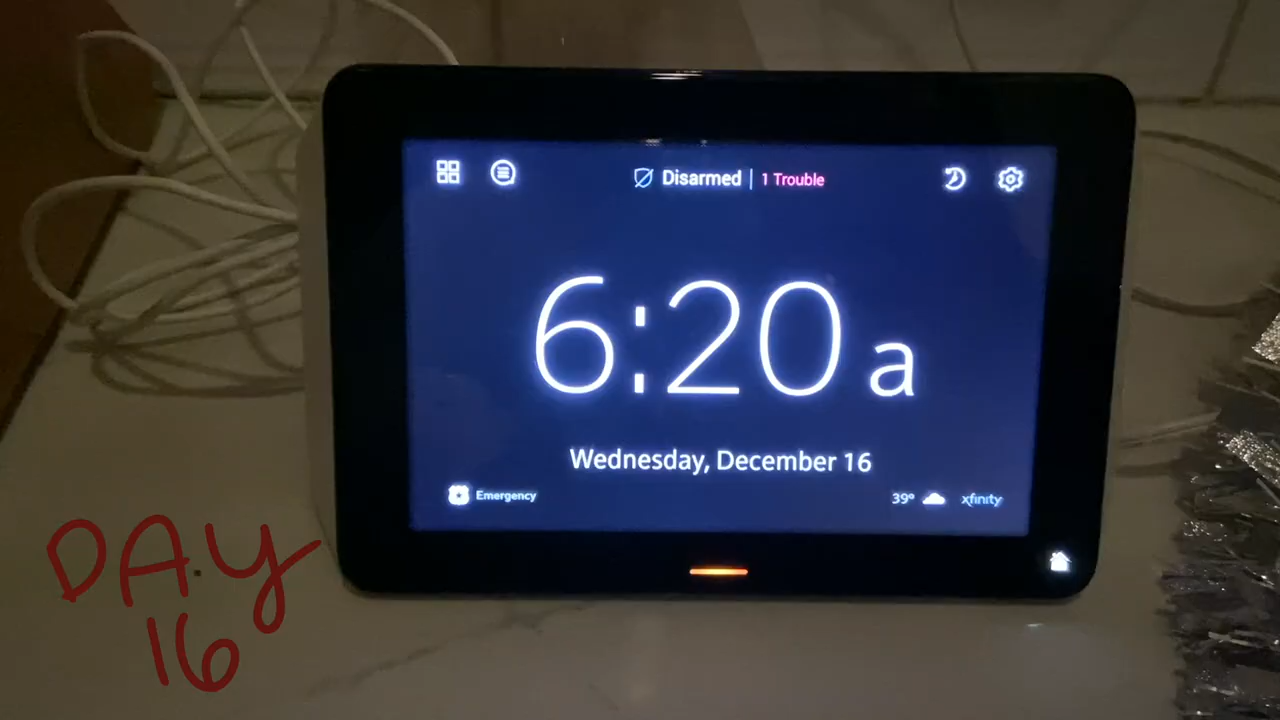 Disarmed | 1 Trouble
6:20 a
Wednesday, December 16
Emergency
39° xfinity
DAY
16